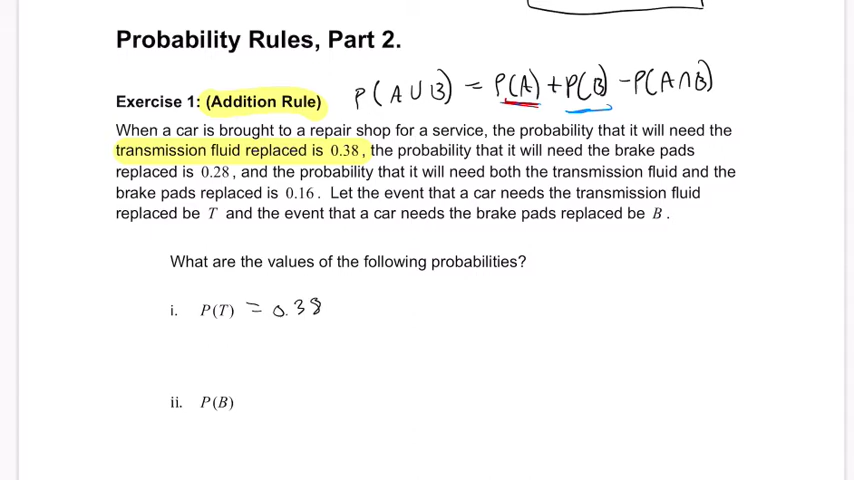 Probability Rules, Part 2.
Exercise 1: (Addition Rule) P(A∪B) = P(A) + P(B) - P(A∩B)
When a car is brought to a repair shop for a service, the probability that it will need the
transmission fluid replaced is 0.38, the probability that it will need the brake pads
replaced is 0.28, and the probability that it will need both the transmission fluid and the
brake pads replaced is 0.16. Let the event that a car needs the transmission fluid
replaced be T and the event that a car needs the brake pads replaced be B.
What are the values of the following probabilities?
i. P(T) = 0.38
ii. P(B)